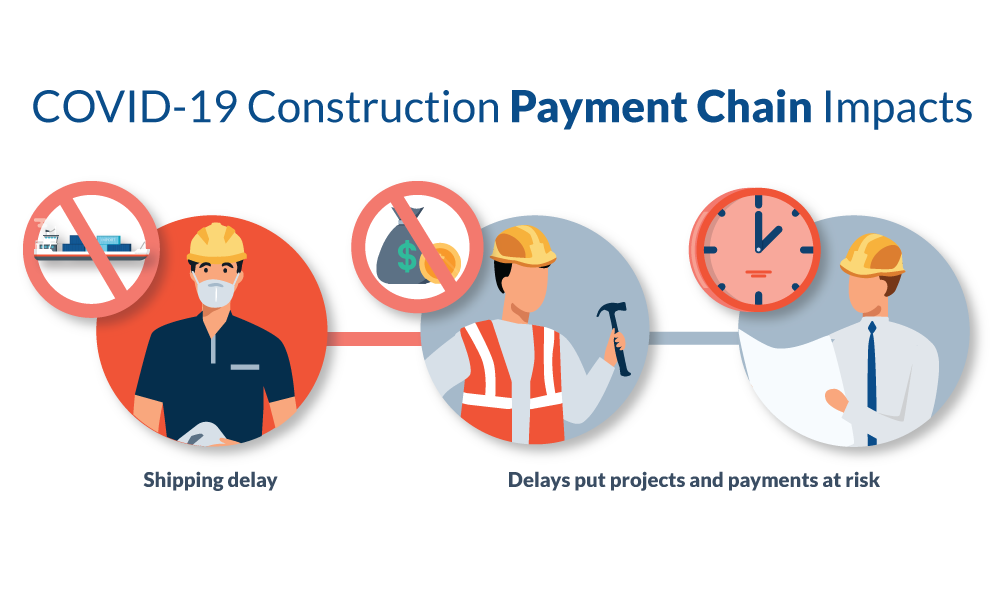 COVID-19 Construction Payment Chain Impacts
$
Shipping delay
Delays put projects and payments at risk